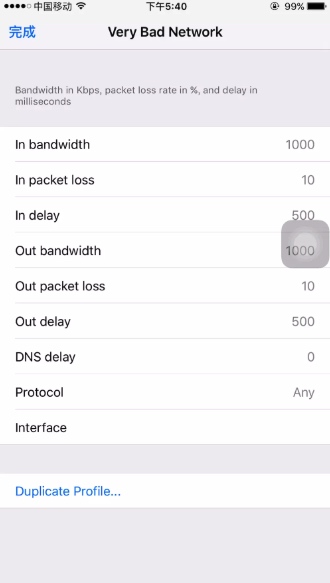 中国移动 下午5:40 99%
完成 Very Bad Network
Bandwidth in Kbps, packet loss rate in %, and delay in
milliseconds
In bandwidth 1000
In packet loss 10
In delay 500
Out bandwidth 1000
Out packet loss 10
Out delay 500
DNS delay 0
Protocol Any
Interface
Duplicate Profile...